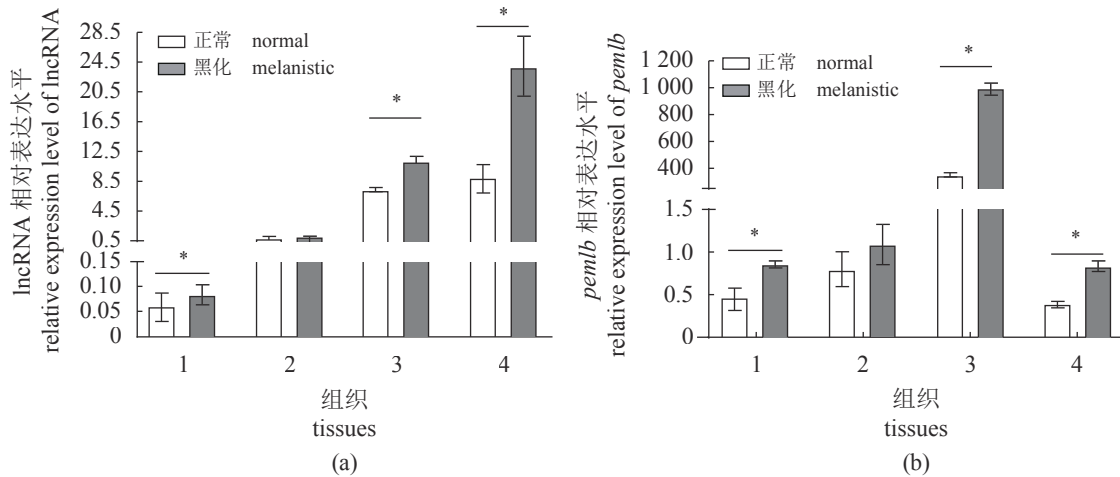 lncRNA 相对表达水平
relative expression level of lncRNA
28.5
24.5
20.5
16.5
12.5
8.5
4.5
0.5
0.15
0.10
0.05
0
正常 normal
黑化 melanistic
*
*
*
1 2 3 4
组织
tissues
(a)
pemlb 相对表达水平
relative expression level of pemlb
1 000
700
400
1.5
1.0
0.5
0
正常 normal
黑化 melanistic
*
*
*
1 2 3 4
组织
tissues
(b)